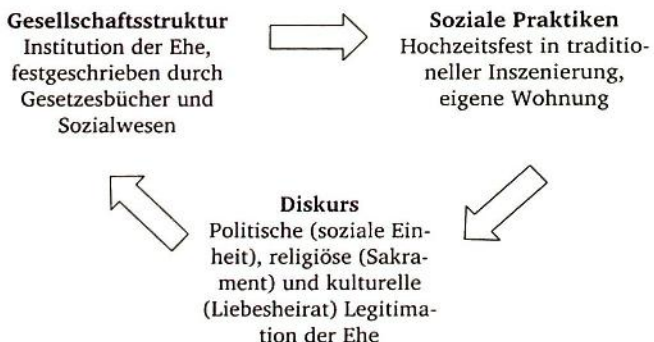 Gesellschaftsstruktur
Institution der Ehe,
festgeschrieben durch
Gesetzesbücher und
Sozialwesen
Soziale Praktiken
Hochzeitsfest in traditio-
neller Inszenierung,
eigene Wohnung
Diskurs
Politische (soziale Ein-
heit), religiöse (Sakra-
ment) und kulturelle
(Liebesheirat) Legitima-
tion der Ehe